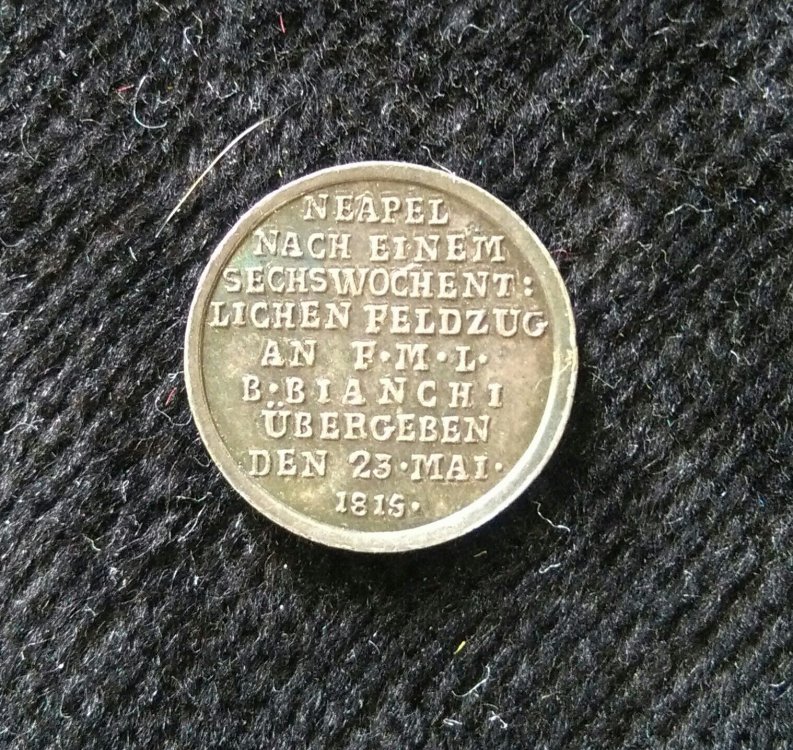 NEAPEL
NACH EINEM
SECHSWOCHENT:
LICHEN FELDZUG
AN F·M·L·
B:BIANCHI
ÜBERGEBEN
DEN 23·MAI·
1815·